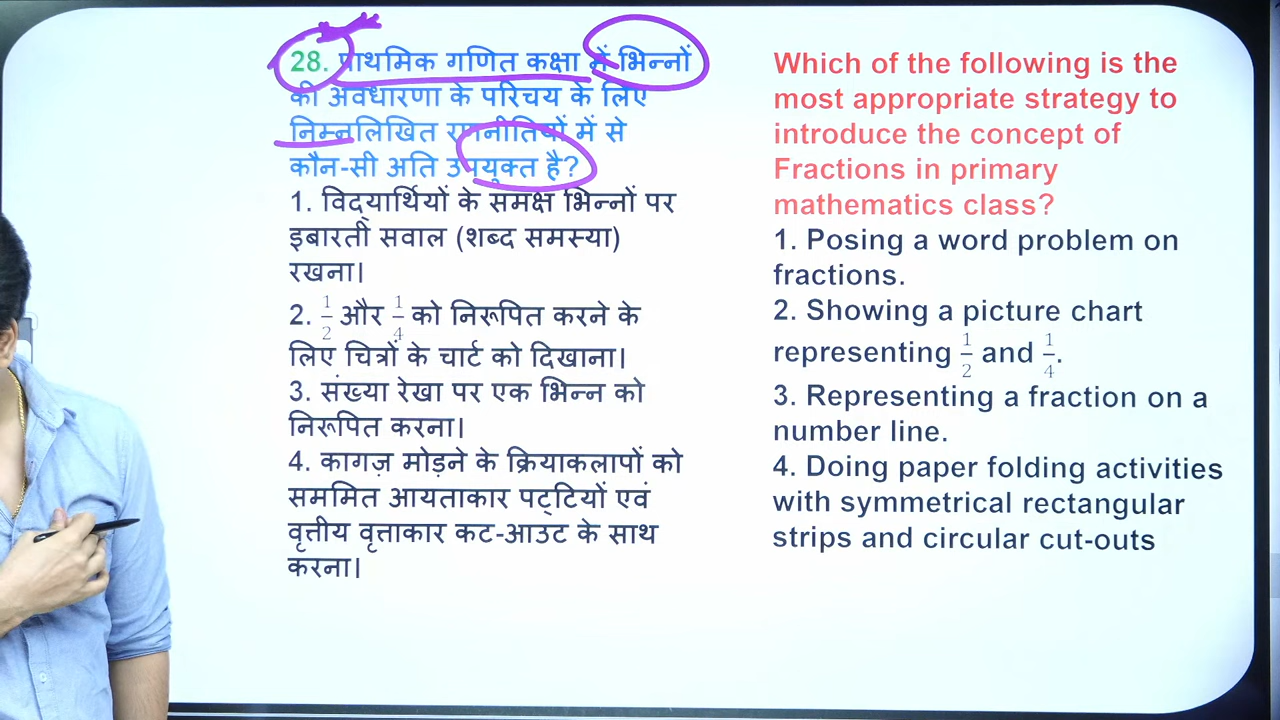 28. प्राथमिक गणित कक्षा में भिन्नों
की अवधारणा के परिचय के लिए
निम्नलिखित रणनीतियों में से
कौन-सी अति उपयुक्त है?
1. विद्यार्थियों के समक्ष भिन्नों पर
इबारती सवाल (शब्द समस्या)
रखना।
2. 1/2 और 1/4 को निरूपित करने के
लिए चित्रों के चार्ट को दिखाना।
3. संख्या रेखा पर एक भिन्न को
निरूपित करना।
4. कागज़ मोड़ने के क्रियाकलापों को
सममित आयताकार पट्टियों एवं
वृत्तीय वृत्ताकार कट-आउट के साथ
करना।
Which of the following is the
most appropriate strategy to
introduce the concept of
Fractions in primary
mathematics class?
1. Posing a word problem on
fractions.
2. Showing a picture chart
representing 1/2 and 1/4.
3. Representing a fraction on a
number line.
4. Doing paper folding activities
with symmetrical rectangular
strips and circular cut-outs